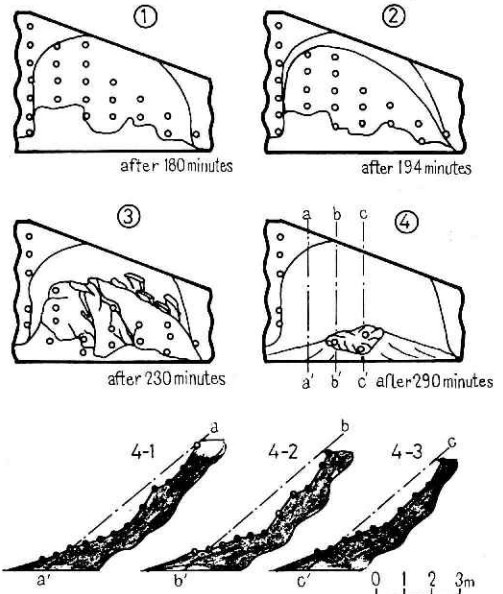 ①
②
after 180 minutes
after 194 minutes
③
④
a b c
after 230 minutes
a' b' c' after 290 minutes
4-1 a
4-2 b
4-3 c
a' b' c'
0 1 2 3m